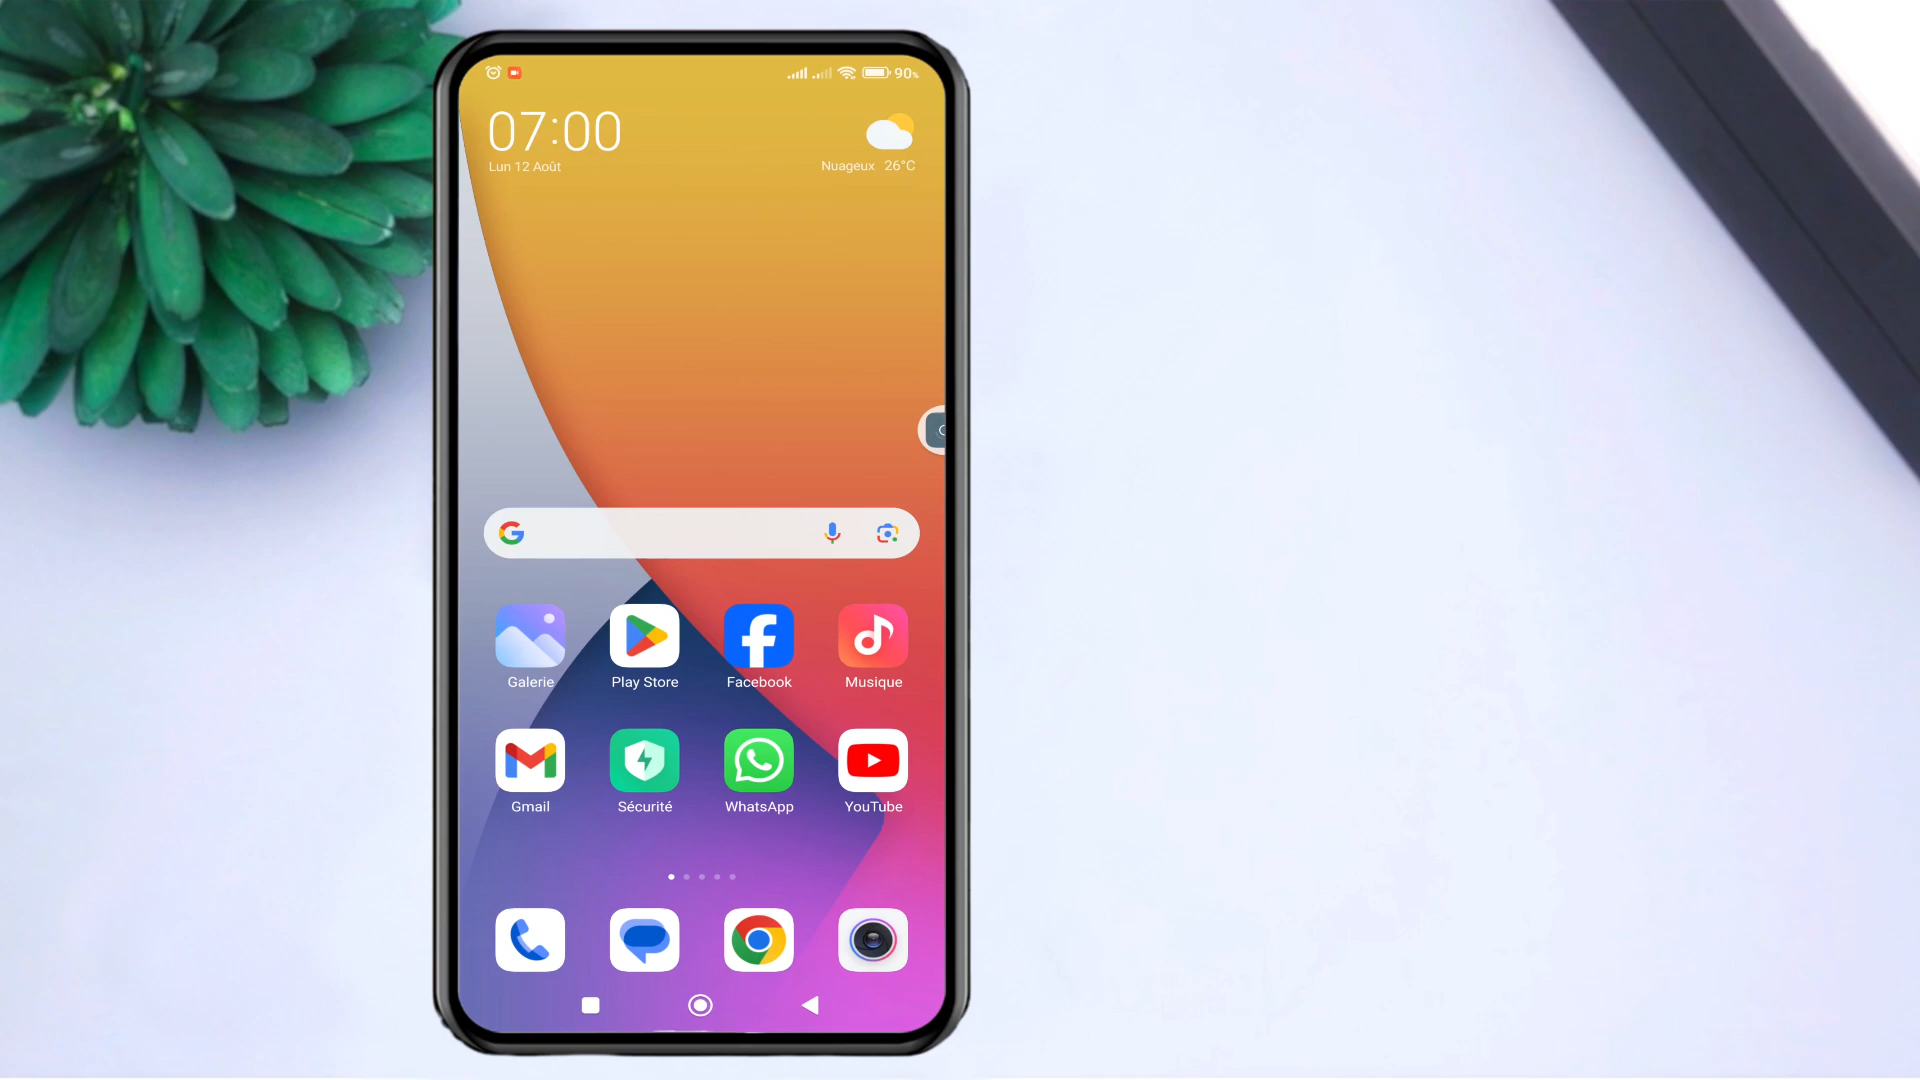 90%
07:00
Lun 12 Août
Nuageux 26°C
Galerie
Play Store
Facebook
Musique
Gmail
Sécurité
WhatsApp
YouTube